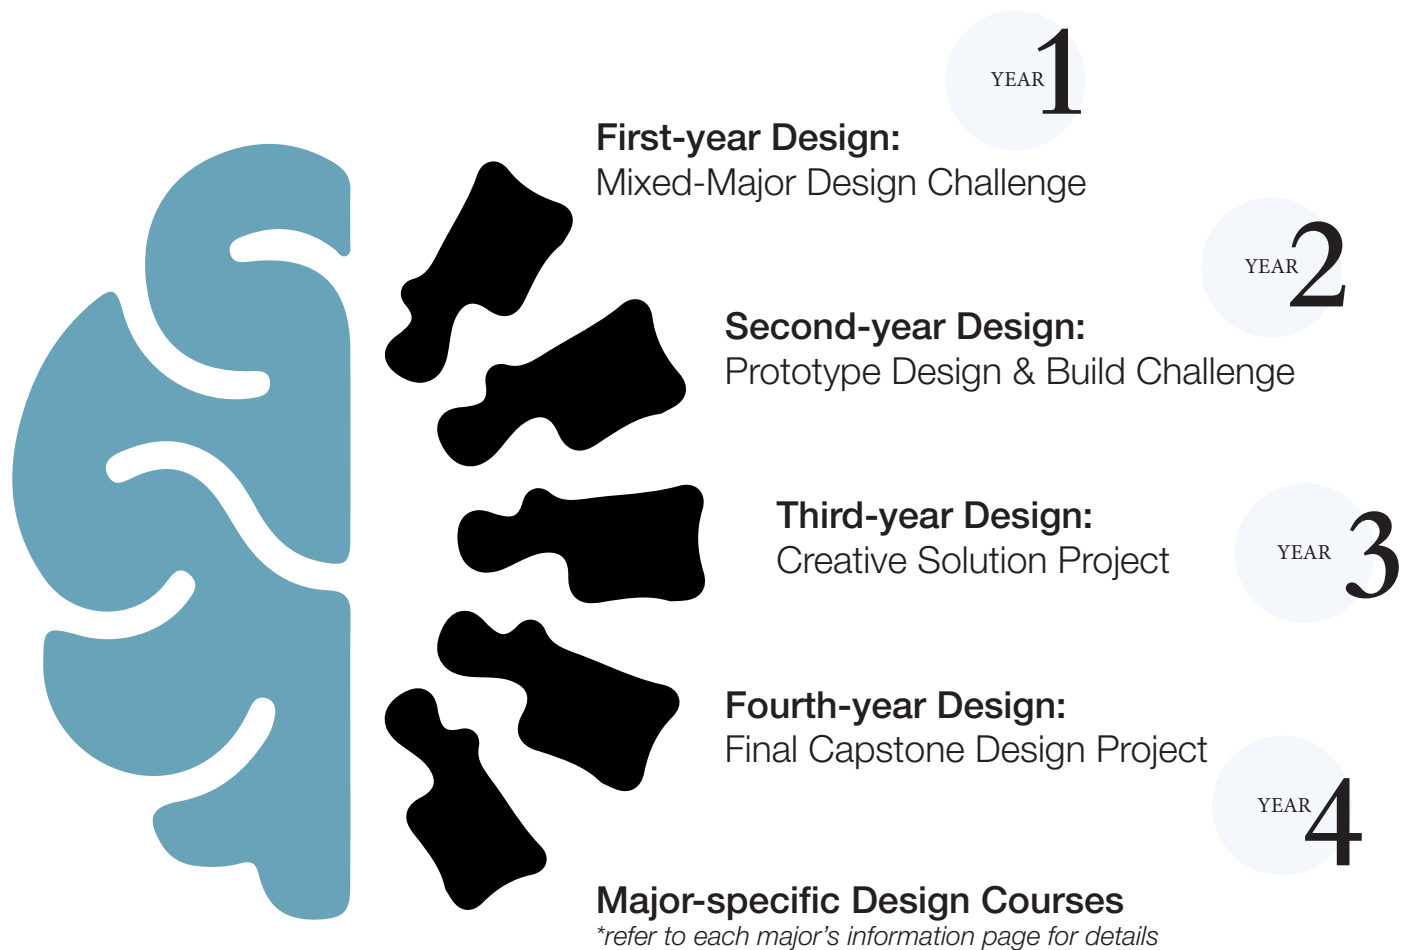 YEAR 1
First-year Design:
Mixed-Major Design Challenge
YEAR 2
Second-year Design:
Prototype Design & Build Challenge
YEAR 3
Third-year Design:
Creative Solution Project
Fourth-year Design:
Final Capstone Design Project
YEAR 4
Major-specific Design Courses
*refer to each major’s information page for details